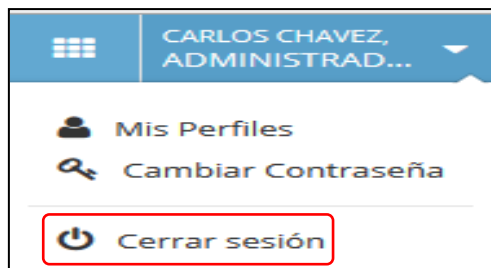 CARLOS CHAVEZ,
ADMINISTRAD...
Mis Perfiles
Cambiar Contraseña
Cerrar sesión